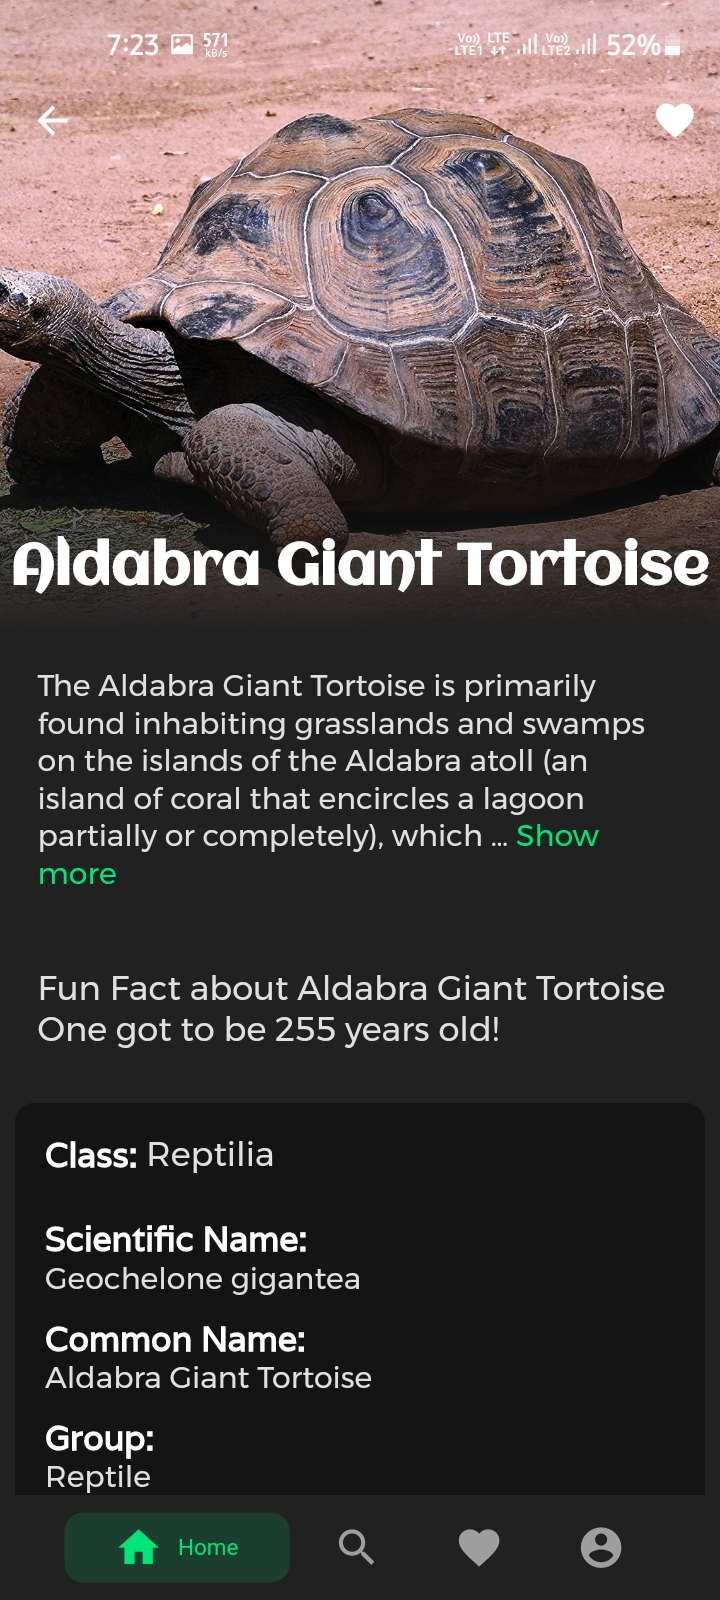 7:23 571 kB/s Vo)) LTE1 LTE Vo)) LTE2 52%
Aldabra Giant Tortoise
The Aldabra Giant Tortoise is primarily
found inhabiting grasslands and swamps
on the islands of the Aldabra atoll (an
island of coral that encircles a lagoon
partially or completely), which ... Show
more
Fun Fact about Aldabra Giant Tortoise
One got to be 255 years old!
Class: Reptilia
Scientific Name:
Geochelone gigantea
Common Name:
Aldabra Giant Tortoise
Group:
Reptile
Home